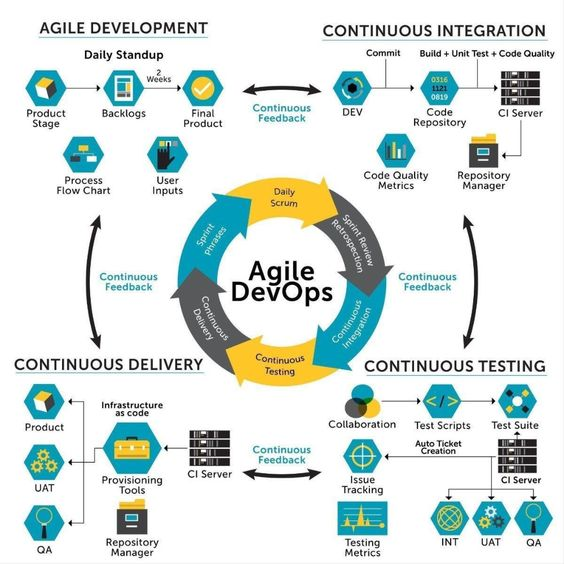 AGILE DEVELOPMENT
Daily Standup
2
Weeks
Product
Stage
Backlogs
Final
Product
Process
Flow Chart
User
Inputs
Continuous
Feedback
CONTINUOUS INTEGRATION
Commit
Build + Unit Test + Code Quality
0316
1121
0819
DEV
Code
Repository
CI Server
Code Quality
Metrics
Repository
Manager
Continuous
Feedback
Continuous
Feedback
Daily
Scrum
Sprint Review
Retrospection
Continuous
Integration
Continuous
Testing
Continuous
Delivery
Sprint
Phrases
Agile
DevOps
CONTINUOUS DELIVERY
Infrastructure
as code
Product
UAT
QA
Provisioning
Tools
CI Server
Repository
Manager
Continuous
Feedback
CONTINUOUS TESTING
</>
Collaboration
Test Scripts
Test Suite
Auto Ticket
Creation
Issue
Tracking
CI Server
Testing
Metrics
INT
UAT
QA